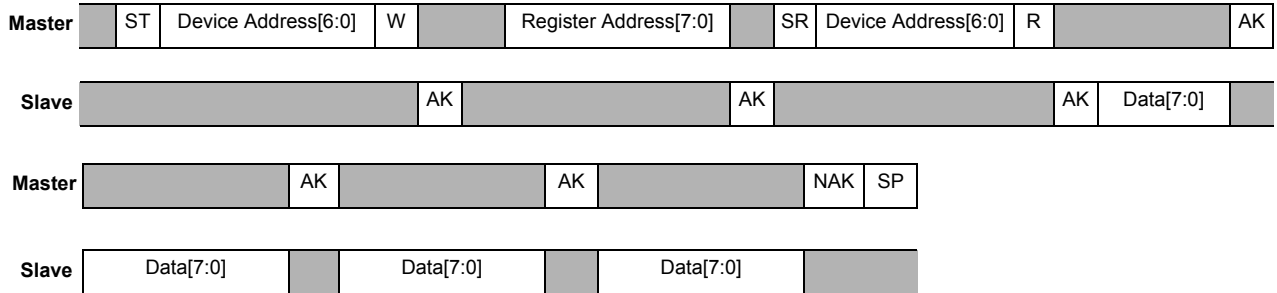 Master ST Device Address[6:0] W Register Address[7:0] SR Device Address[6:0] R AK
Slave AK AK AK Data[7:0]
Master AK AK NAK SP
Slave Data[7:0] Data[7:0] Data[7:0]